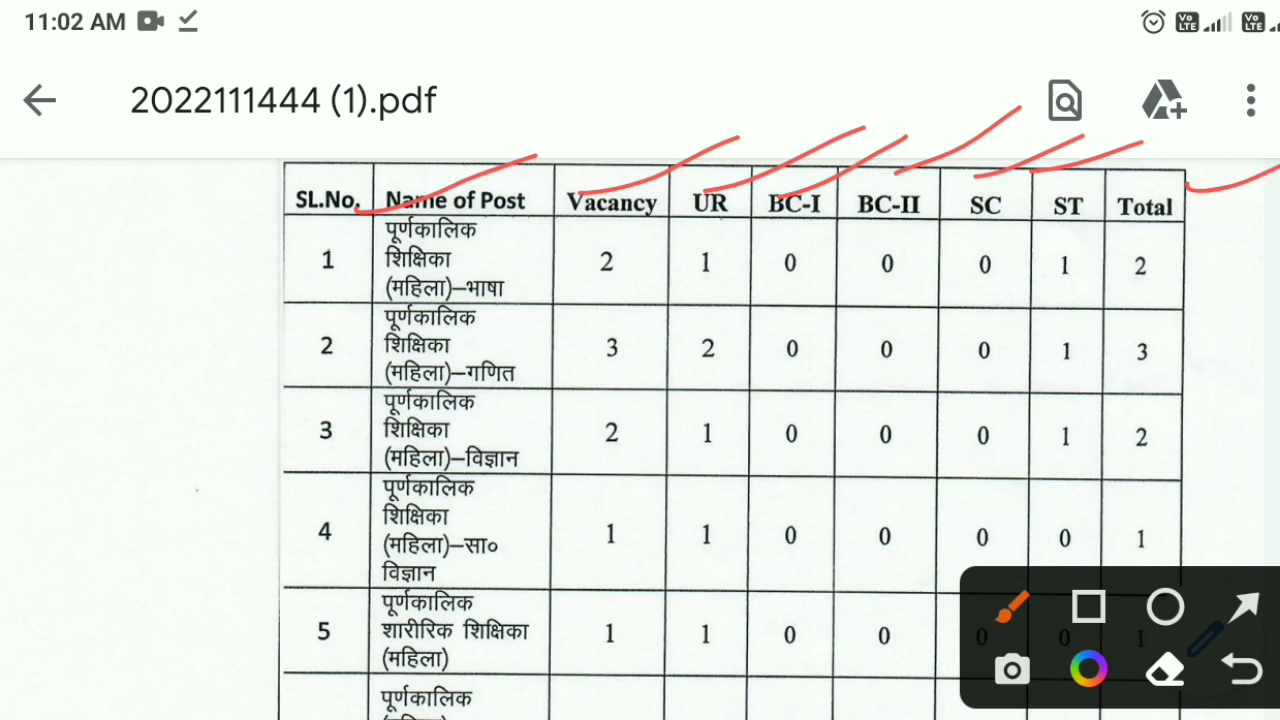 11:02 AM
2022111444 (1).pdf
SL.No. Name of Post Vacancy UR BC-I BC-II SC ST Total
1 पूर्णकालिक शिक्षिका (महिला)–भाषा 2 1 0 0 0 1 2
2 पूर्णकालिक शिक्षिका (महिला)–गणित 3 2 0 0 0 1 3
3 पूर्णकालिक शिक्षिका (महिला)–विज्ञान 2 1 0 0 0 1 2
4 पूर्णकालिक शिक्षिका (महिला)–सा० विज्ञान 1 1 0 0 0 0 1
5 पूर्णकालिक शारीरिक शिक्षिका (महिला) 1 1 0 0 0 0 1
पूर्णकालिक